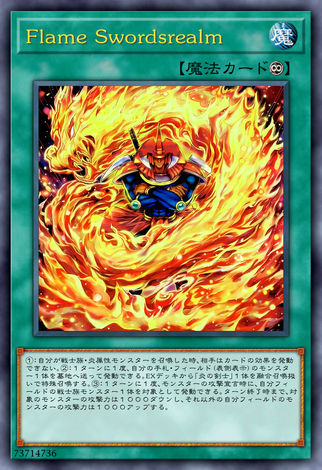 Flame Swordsrealm
魔
【魔法カード】
①:自分が戦士族・炎属性モンスターを召喚した時、相手はカードの効果を発動
できない。②:1ターンに1度、自分の手札・フィールド(表側表示)のモンスタ
ー1体を墓地へ送って発動できる。EXデッキから「炎の剣士」1体を融合召喚扱
いで特殊召喚する。③:1ターンに1度、モンスターの攻撃宣言時に、自分フィー
ルドの戦士族モンスター1体を対象として発動できる。ターン終了時まで、対
象のモンスターの攻撃力は1000ダウンし、それ以外の自分フィールドのモ
ンスターの攻撃力は1000アップする。
73714736